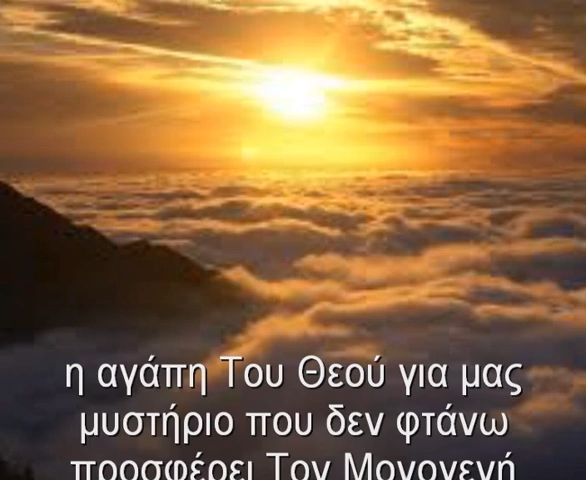 η αγάπη Του Θεού για μας
μυστήριο που δεν φτάνω
προσφέρει Τον Μονογενή